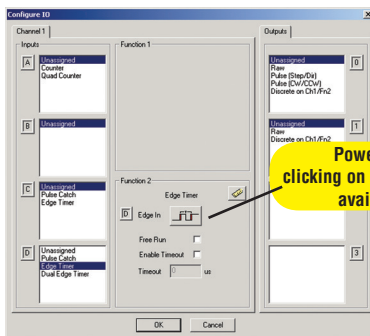 Configure IO
Channel 1
Outputs
Inputs
Function 1
A
Unassigned
Counter
Quad Counter
Unassigned
Raw
Pulse (Step/Dir)
Pulse (CW/CCW)
Discrete on Ch1/Fn2
0
B
Unassigned
Unassigned
Raw
Discrete on Ch1/Fn2
1
clicking on
C
Unassigned
Pulse Catch
Edge Timer
Function 2
Edge Timer
D
Edge In
Free Run
Enable Timeout
Timeout
0
us
D
Unassigned
Pulse Catch
Edge Timer
Dual Edge Timer
3
OK
Cancel